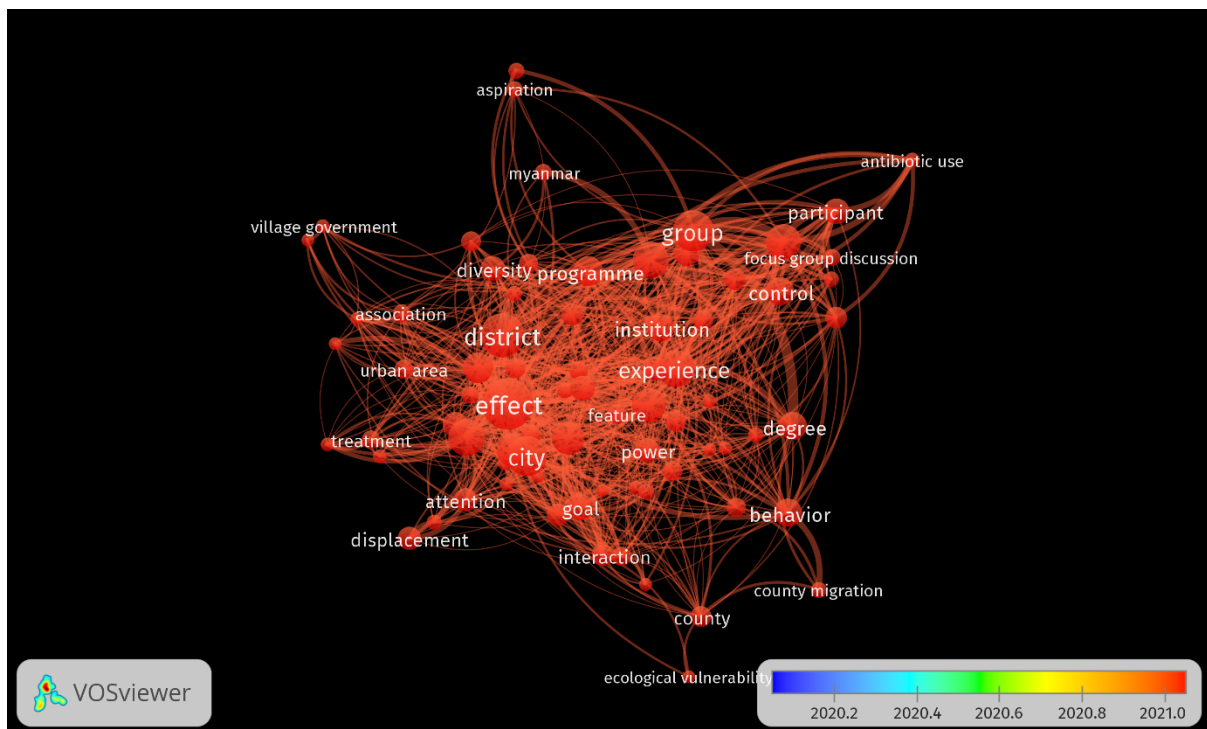 aspiration
antibiotic use
myanmar
participant
village government
group
focus group discussion
diversity
programme
control
association
institution
district
urban area
experience
effect
feature
degree
treatment
power
city
attention
goal
behavior
displacement
interaction
county migration
county
ecological vulnerability
VOSviewer
2020.2 2020.4 2020.6 2020.8 2021.0